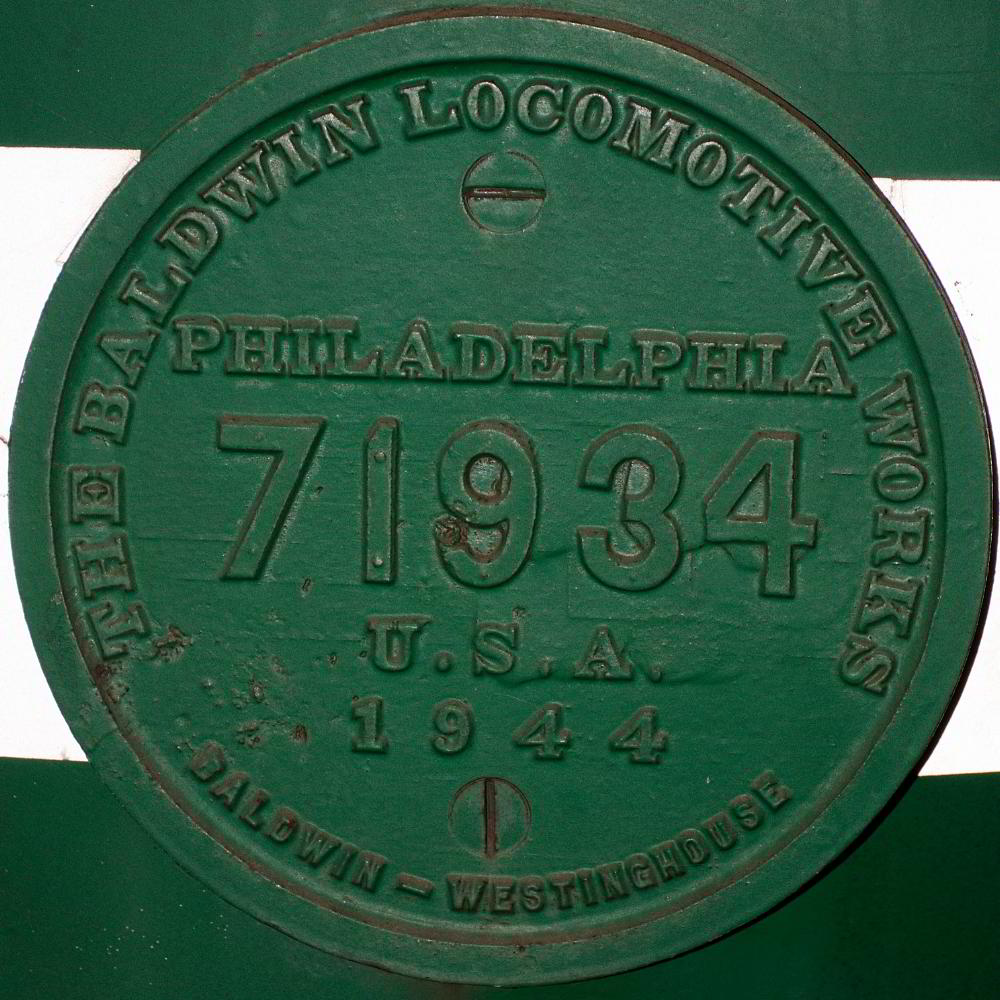 THE BALDWIN LOCOMOTIVE WORKS
PHILADELPHIA
71934
U.S.A.
1944
BALDWIN - WESTINGHOUSE